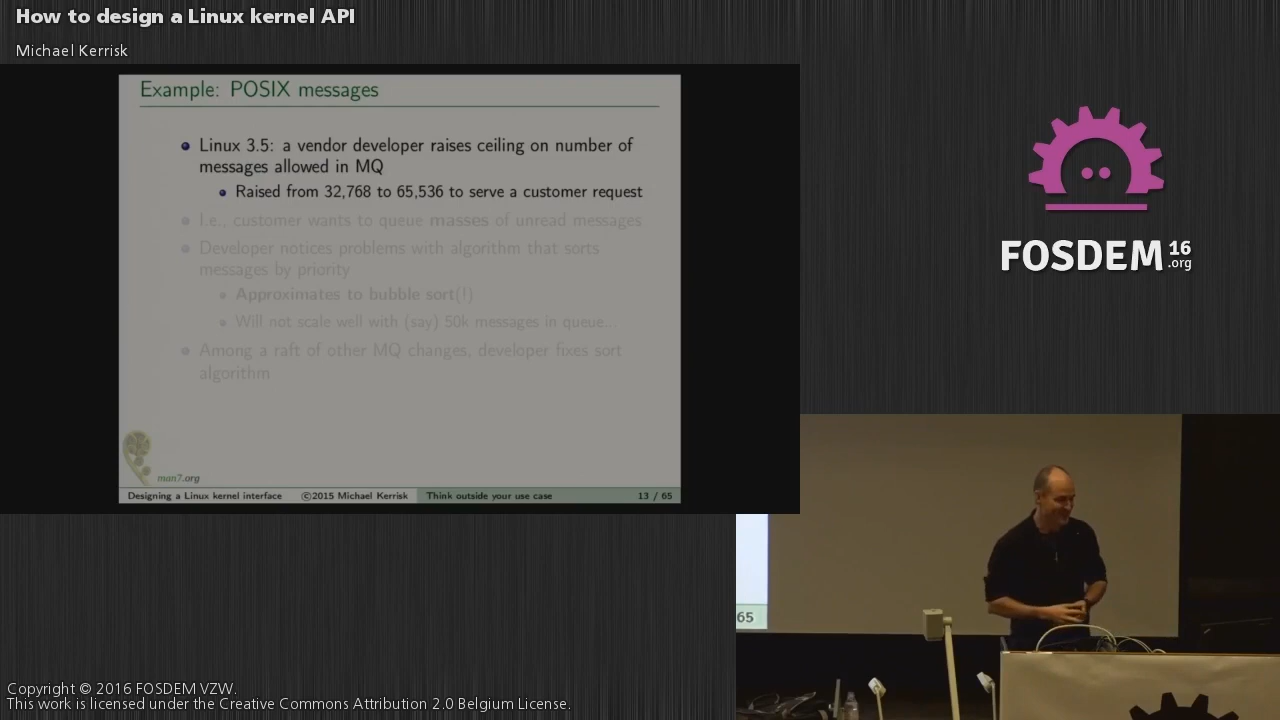 How to design a Linux kernel API
Michael Kerrisk
Example: POSIX messages
Linux 3.5: a vendor developer raises ceiling on number of
messages allowed in MQ
Raised from 32,768 to 65,536 to serve a customer request
I.e., customer wants to queue masses of unread messages
Developer notices problems with algorithm that sorts
messages by priority
Approximates to bubble sort(!)
Will not scale well with (say) 50k messages in queue...
Among a raft of other MQ changes, developer fixes sort
algorithm
man7.org
Designing a Linux kernel interface ©2015 Michael Kerrisk Think outside your use case 13 / 65
FOSDEM 16
.org
65
Copyright © 2016 FOSDEM VZW.
This work is licensed under the Creative Commons Attribution 2.0 Belgium License.